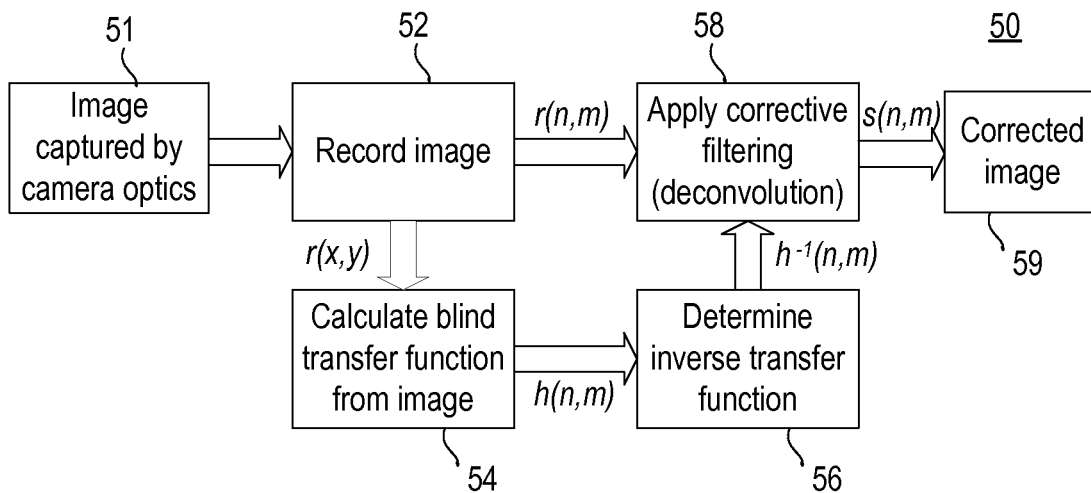 51
52
58
50
Image
captured by
camera optics
Record image
r(n,m)
Apply corrective
filtering
(deconvolution)
s(n,m)
Corrected
image
r(x,y)
h⁻¹(n,m)
59
Calculate blind
transfer function
from image
h(n,m)
Determine
inverse transfer
function
54
56